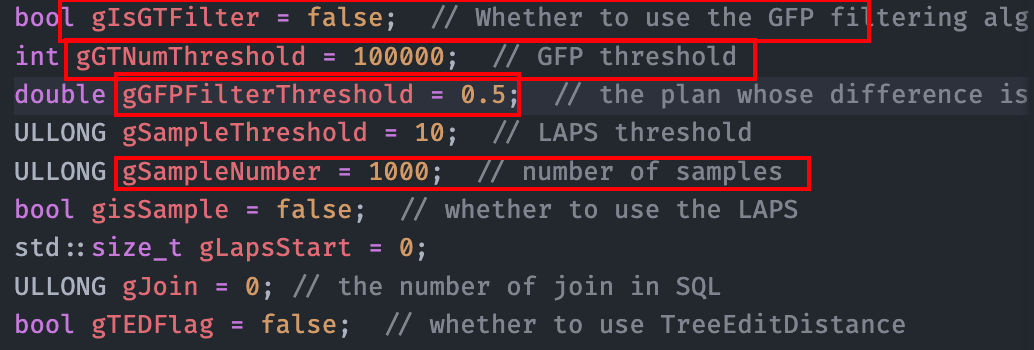 bool gIsGTFilter = false;  // Whether to use the GFP filtering alg
int gGTNumThreshold = 100000;  // GFP threshold
double gGFPFilterThreshold = 0.5;  // the plan whose difference is
ULLONG gSampleThreshold = 10;  // LAPS threshold
ULLONG gSampleNumber = 1000;  // number of samples
bool gisSample = false;  // whether to use the LAPS
std::size_t gLapsStart = 0;
ULLONG gJoin = 0; // the number of join in SQL
bool gTEDFlag = false;  // whether to use TreeEditDistance